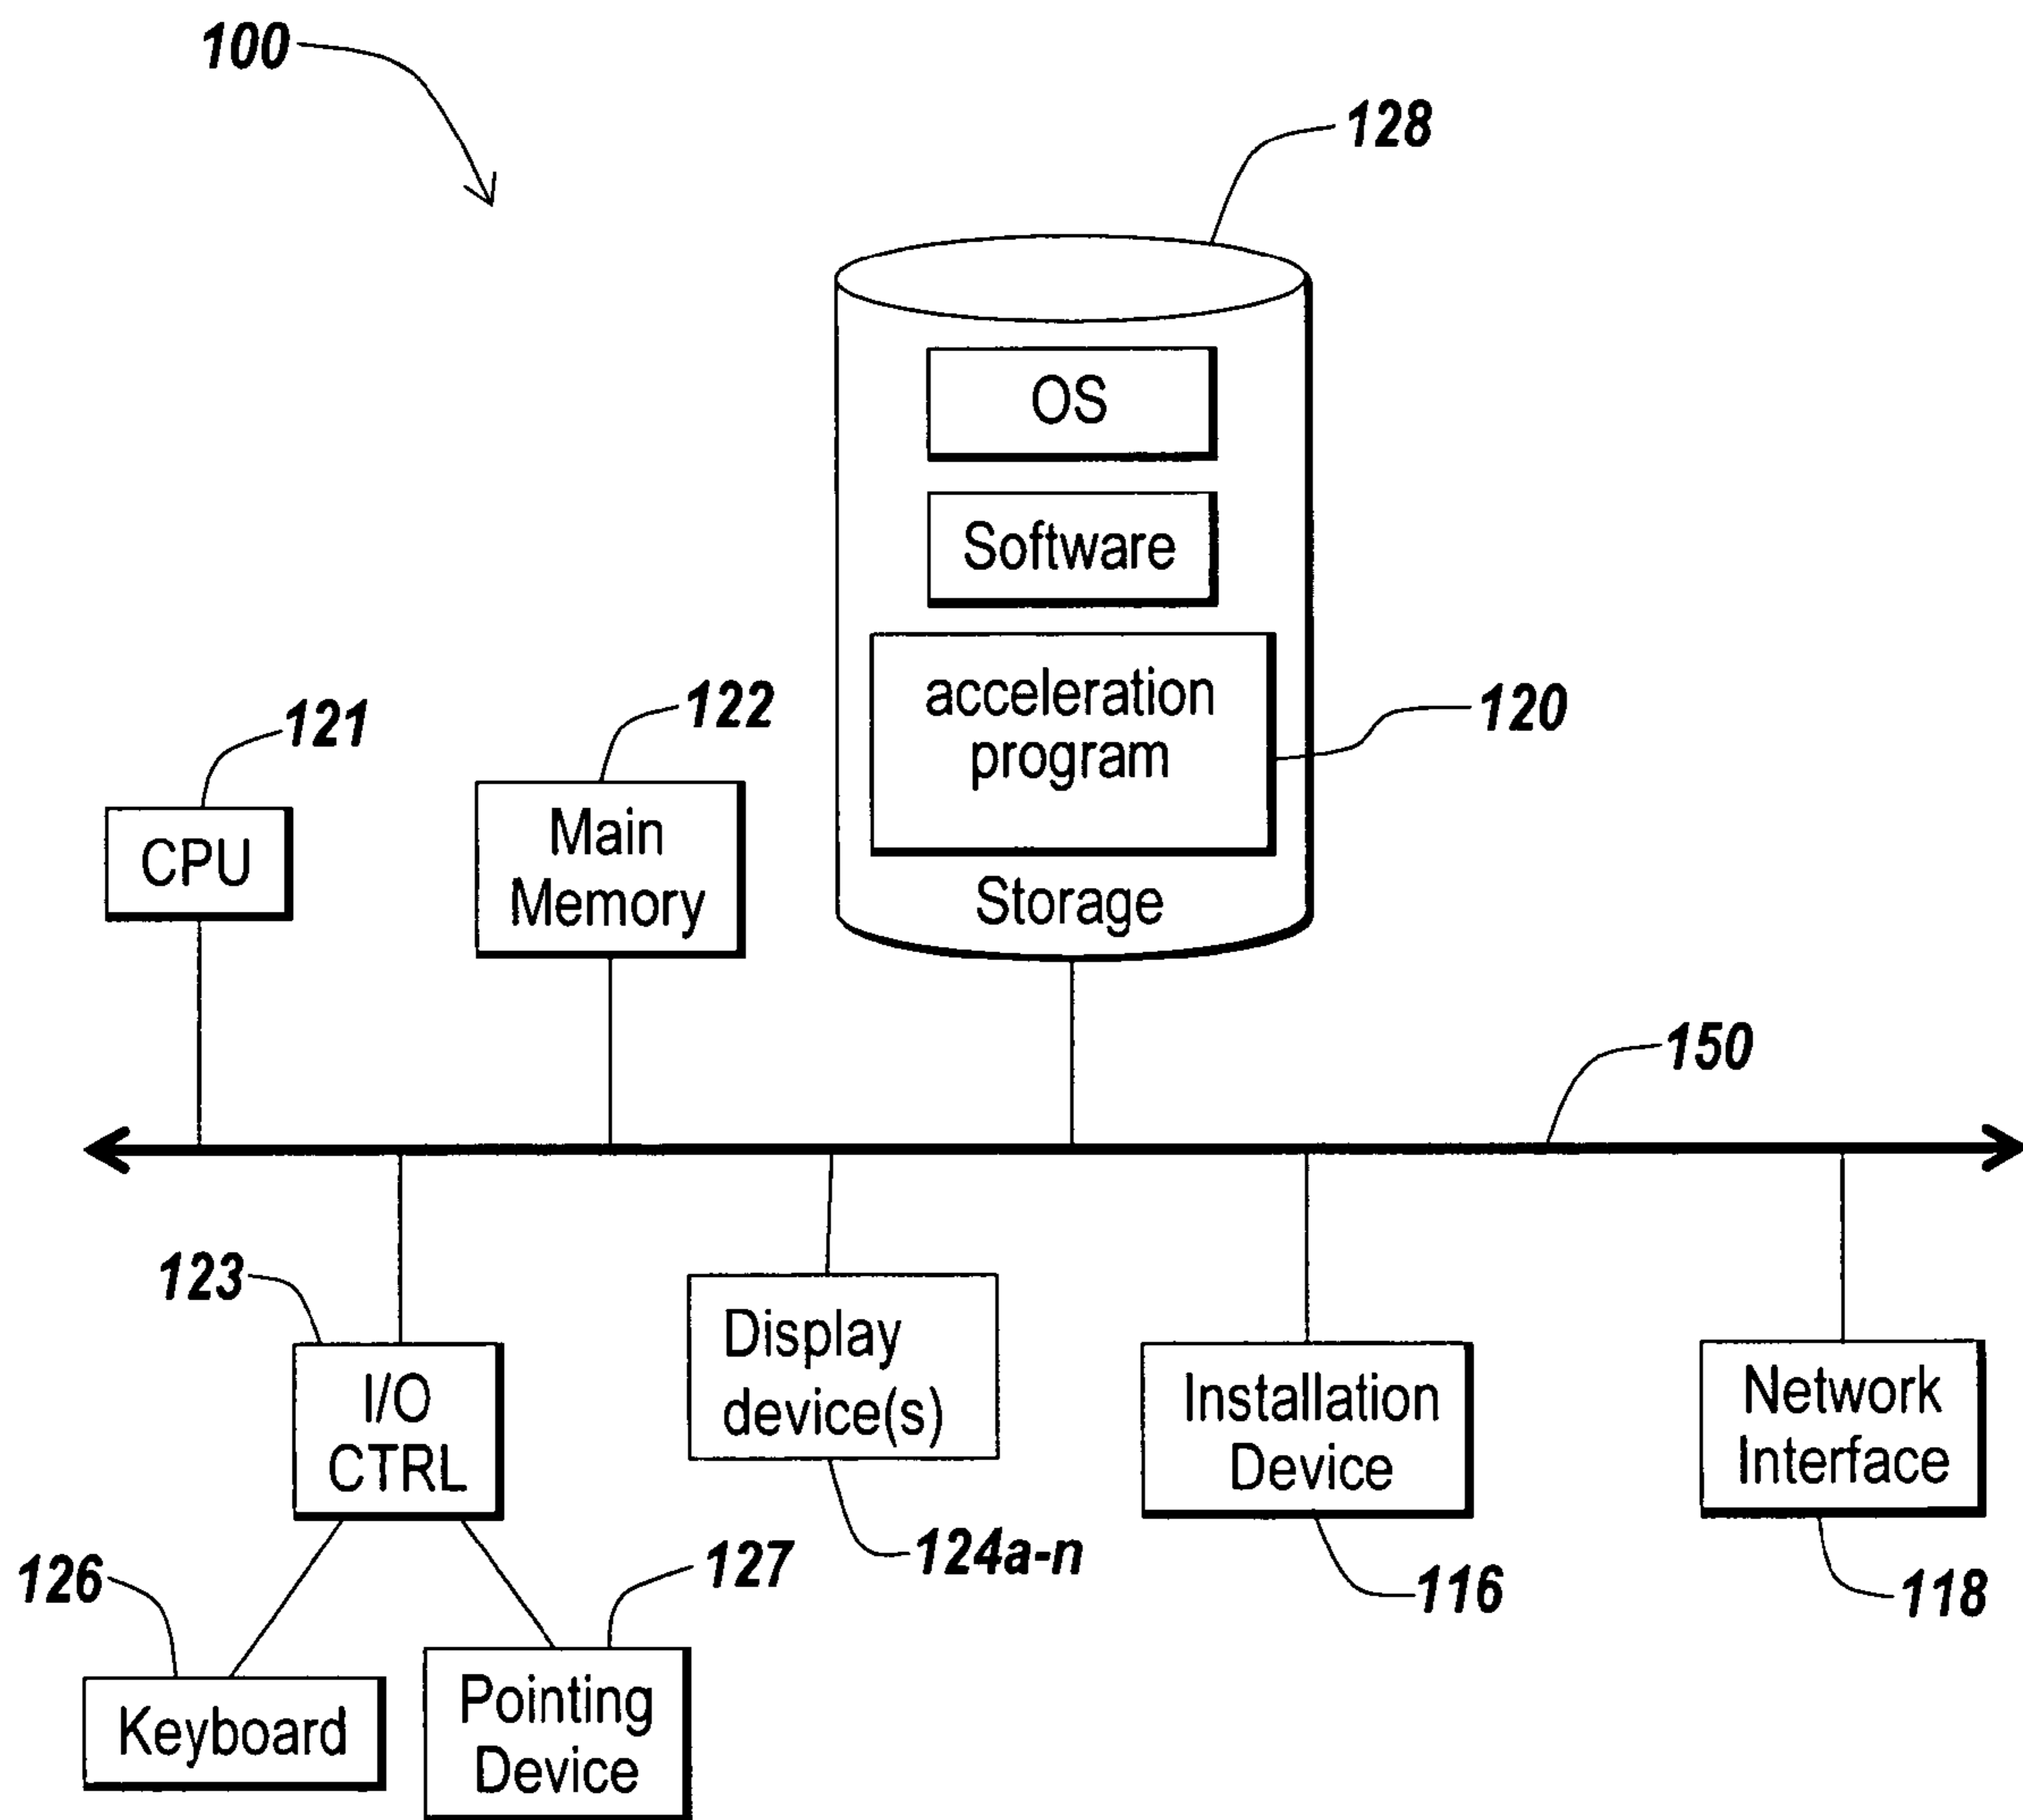 100
128
OS
Software
acceleration
program
120
Storage
121
CPU
122
Main
Memory
150
123
I/O
CTRL
Display
device(s)
124a-n
Installation
Device
116
Network
Interface
118
126
Keyboard
127
Pointing
Device